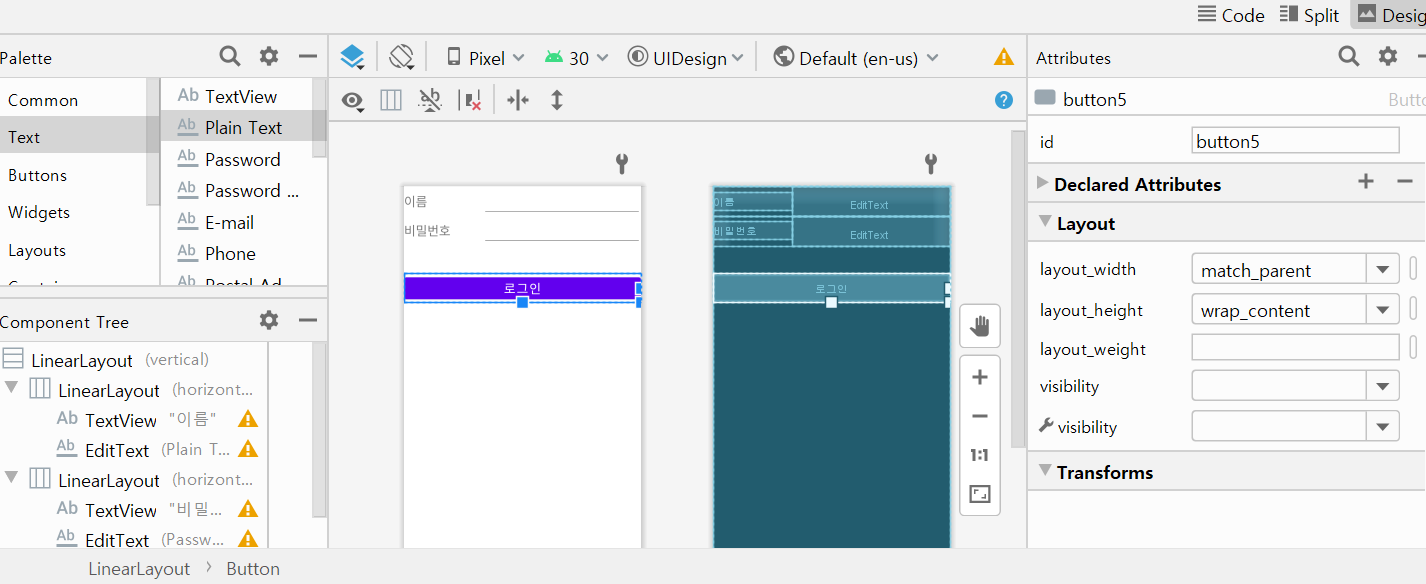 Code Split Desig
Palette
Pixel 30 UIDesign Default (en-us)
Attributes
Common
Text
Buttons
Widgets
Layouts
Ab TextView
Ab Plain Text
Ab Password
Ab Password ...
Ab E-mail
Ab Phone
button5 Butto
id button5
Declared Attributes
Layout
layout_width match_parent
layout_height wrap_content
layout_weight
visibility
visibility
Transforms
이름
비밀번호
로그인
이름 EditText
비밀번호 EditText
로그인
1:1
Component Tree
LinearLayout (vertical)
LinearLayout (horizont...
Ab TextView "이름"
Ab EditText (Plain T...
LinearLayout (horizont...
Ab TextView "비밀...
Ab EditText (Passw...
LinearLayout > Button